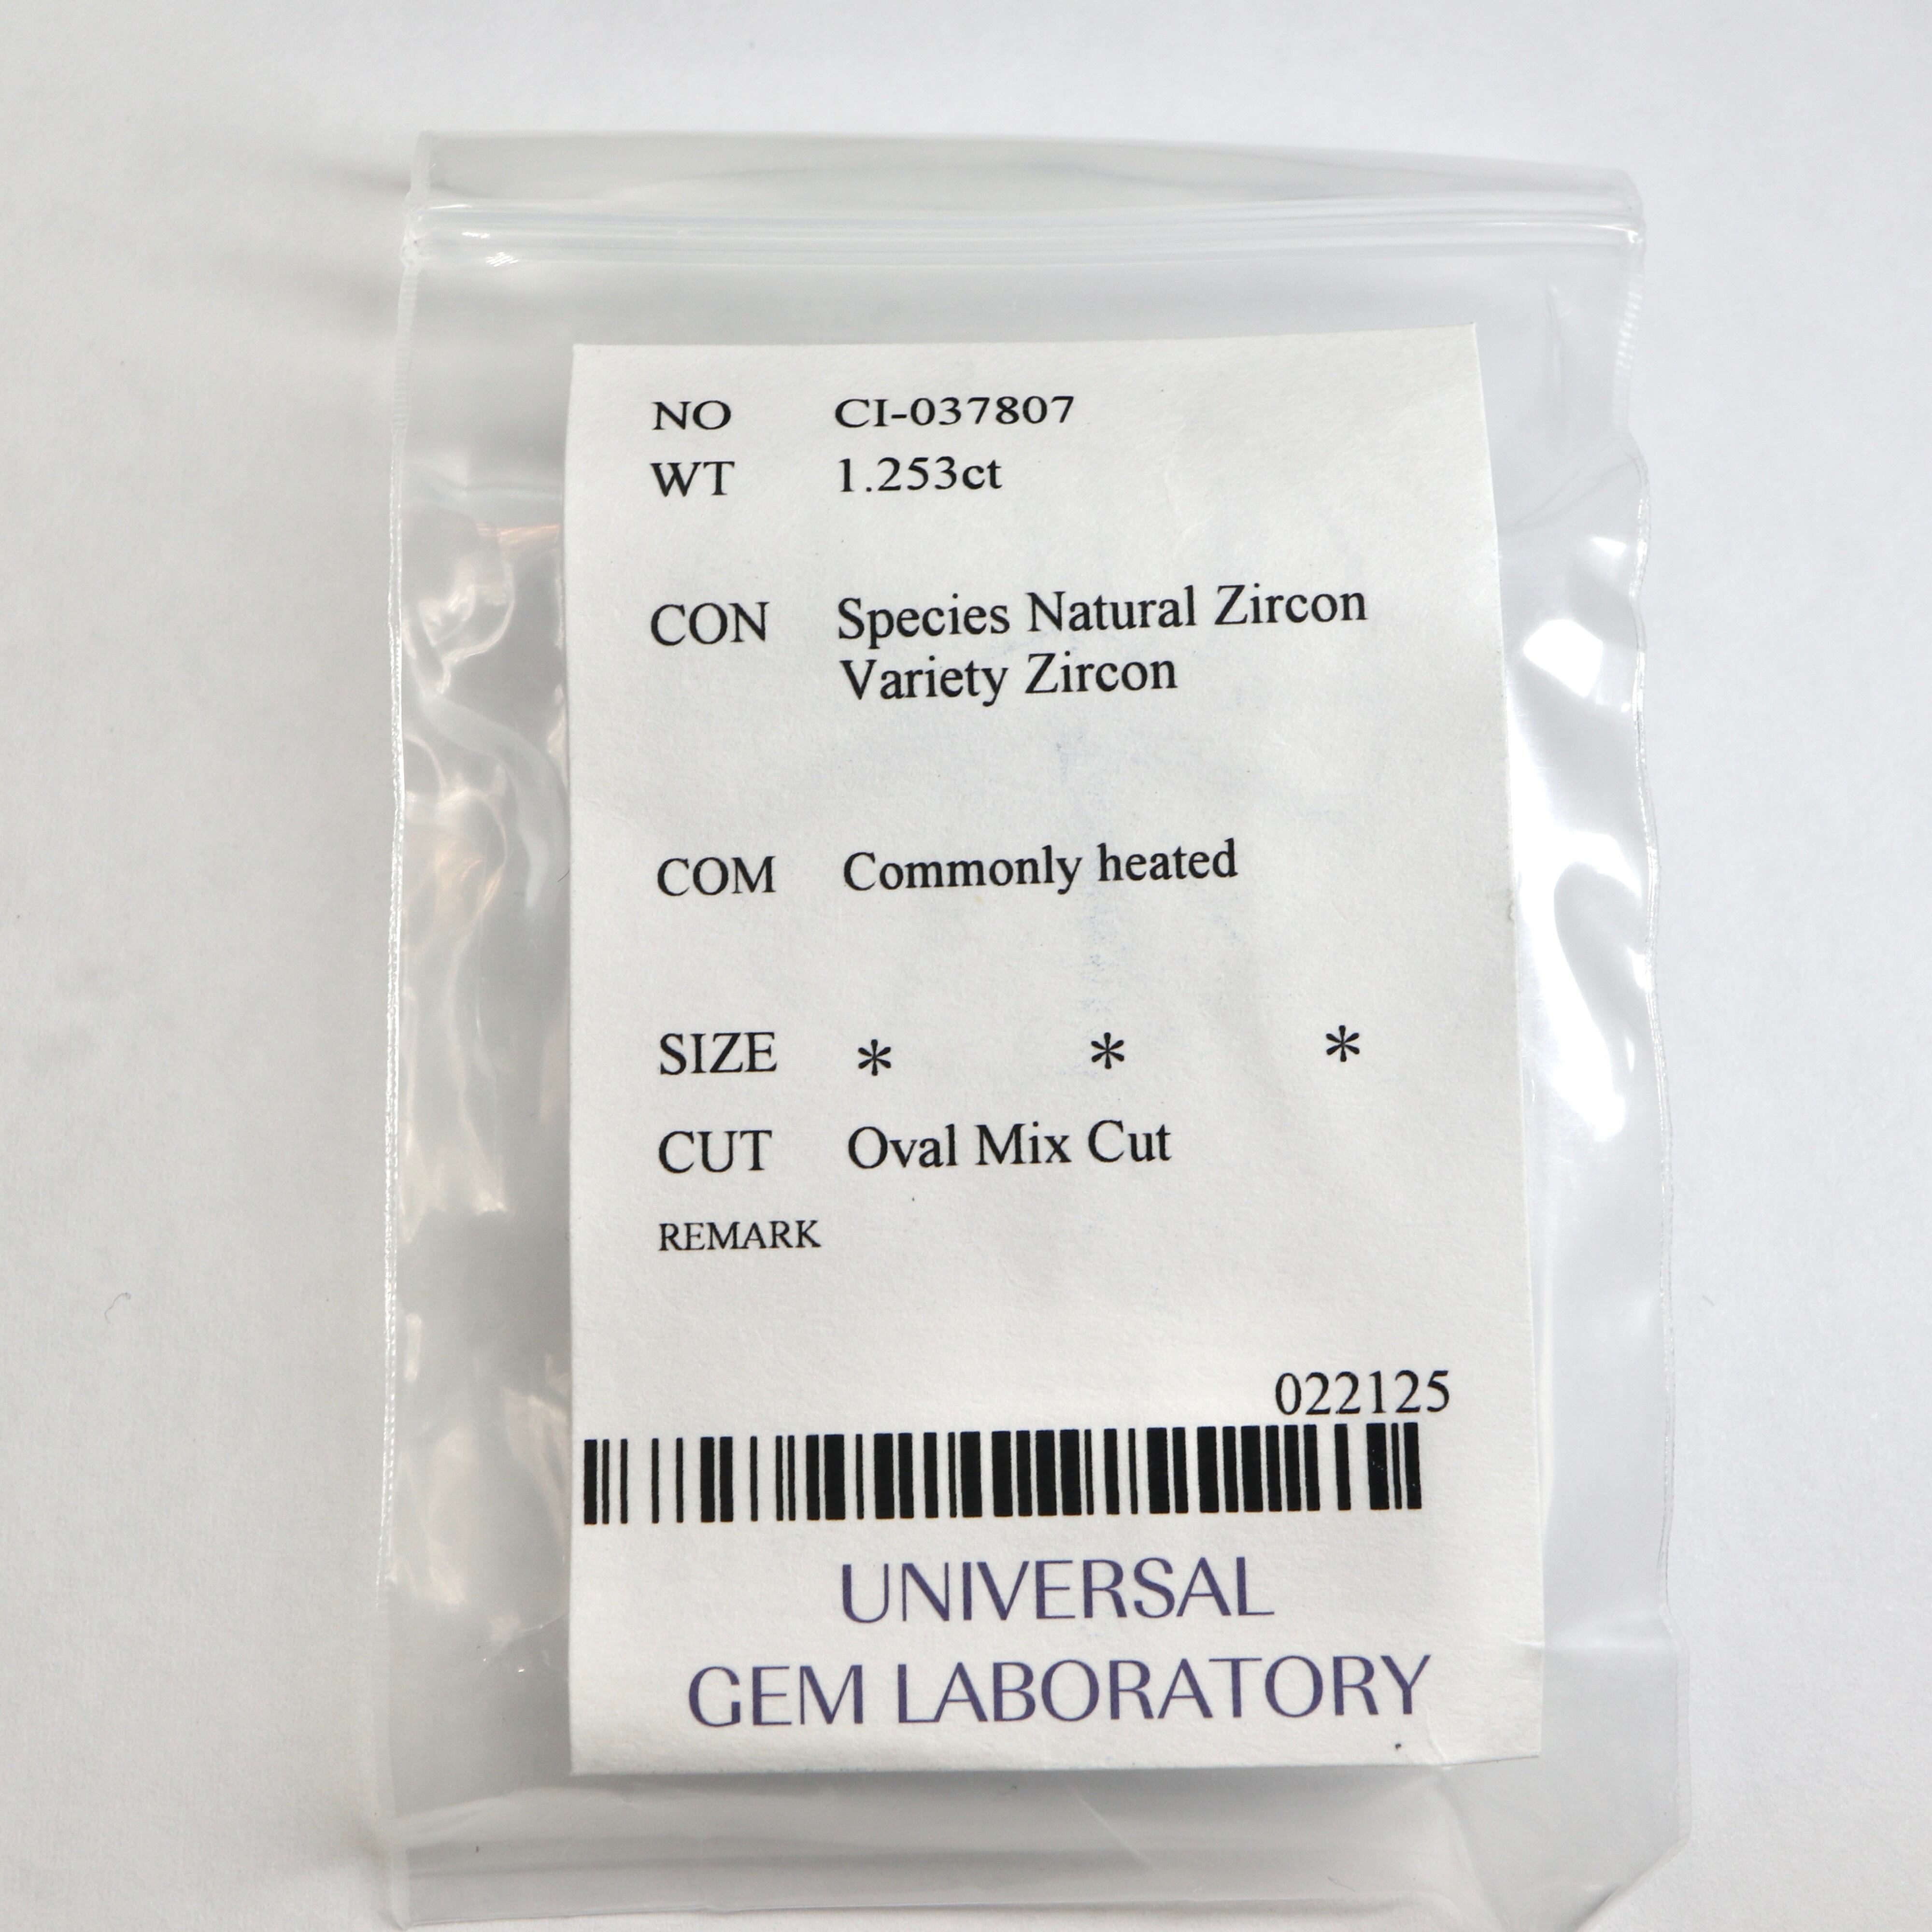 NO CI-037807
WT 1.253ct
CON Species Natural Zircon
Variety Zircon
COM Commonly heated
SIZE * * *
CUT Oval Mix Cut
REMARK
022125
UNIVERSAL
GEM LABORATORY